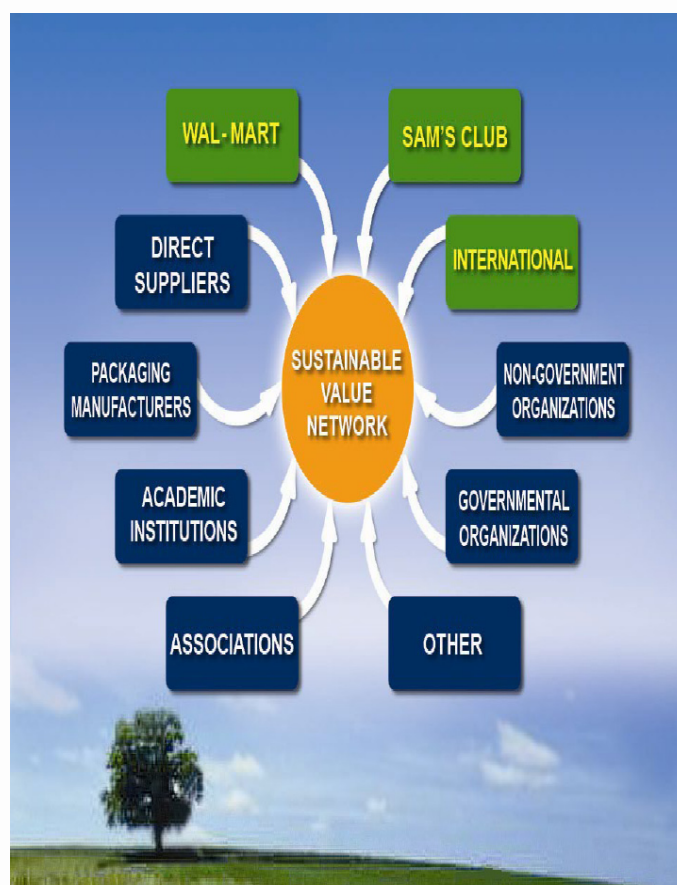 WAL- MART
SAM'S CLUB
DIRECT
SUPPLIERS
INTERNATIONAL
SUSTAINABLE
VALUE
NETWORK
PACKAGING
MANUFACTURERS
NON-GOVERNMENT
ORGANIZATIONS
ACADEMIC
INSTITUTIONS
GOVERNMENTAL
ORGANIZATIONS
ASSOCIATIONS
OTHER